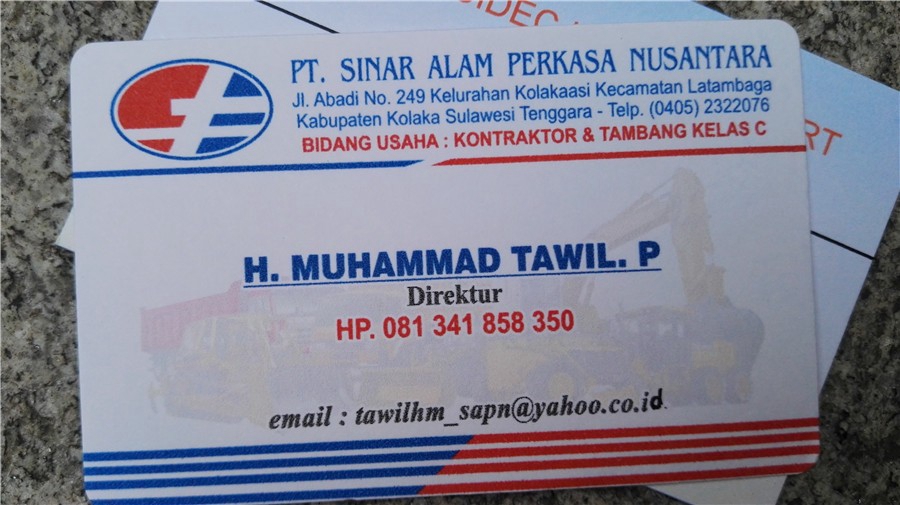 PT. SINAR ALAM PERKASA NUSANTARA
Jl. Abadi No. 249 Kelurahan Kolakaasi Kecamatan Latambaga
Kabupaten Kolaka Sulawesi Tenggara - Telp. (0405) 2322076
BIDANG USAHA : KONTRAKTOR & TAMBANG KELAS C
H. MUHAMMAD TAWIL. P
Direktur
HP. 081 341 858 350
email : tawilhm_sapn@yahoo.co.id.